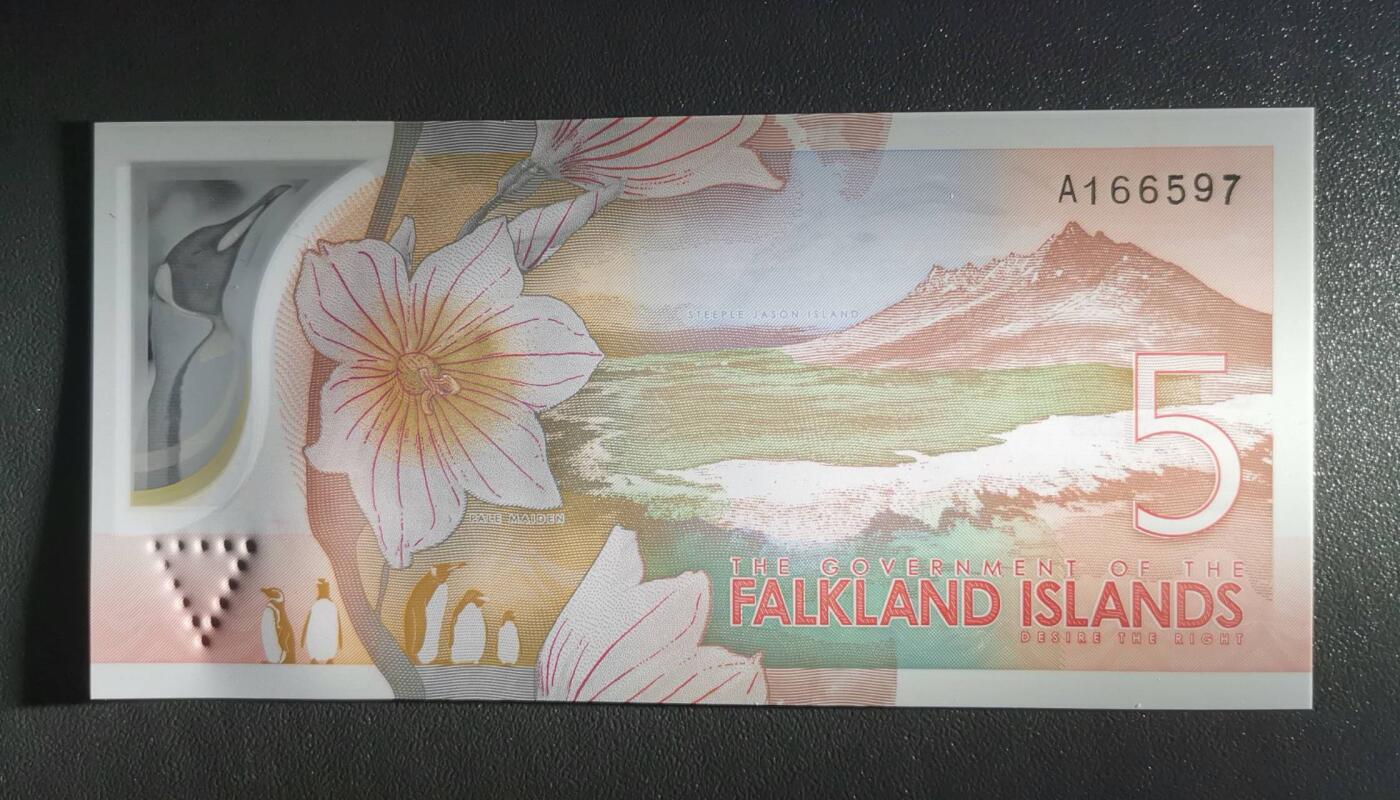 A166597
STEEPLE JASON ISLAND
5
PALE MAIDEN
THE GOVERNMENT OF THE
FALKLAND ISLANDS
DESIRE THE RIGHT